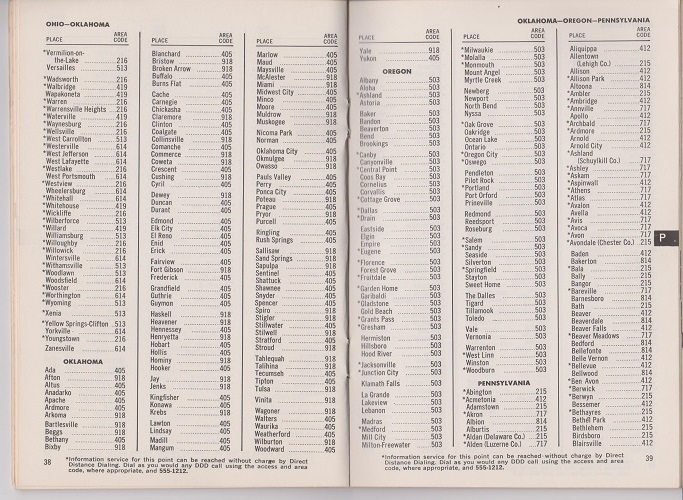 OHIO—OKLAHOMA
PLACE AREA CODE
*Vermilion-on-
the-Lake 216
Versailles 513
*Wadsworth 216
*Walbridge 419
Wapakoneta 419
*Warren 216
*Warrensville Heights 216
*Waterville 419
*Waynesburg 216
*Wellsville 216
*West Carrollton 513
*Westerville 614
*West Jefferson 614
West Lafayette 614
*Westlake 216
West Portsmouth 614
*Westview 216
Wheelersburg 614
*Whitehall 614
*Whitehouse 419
*Wickliffe 216
*Wilberforce 513
*Willard 419
Williamsburg 513
*Willoughby 216
*Willowick 216
Wintersville 614
*Withamsville 513
*Woodlawn 513
Woodsfield 614
*Wooster 216
*Worthington 614
*Wyoming 513
*Xenia 513
*Yellow Springs-Clifton 513
Yorkville 614
*Youngstown 216
Zanesville 614
OKLAHOMA
Ada 405
Afton 918
Altus 405
Anadarko 405
Apache 405
Ardmore 405
Arkoma 918
Bartlesville 918
Beggs 918
Bethany 405
Bixby 918
PLACE AREA CODE
Blanchard 405
Bristow 918
Broken Arrow 918
Buffalo 405
Burns Flat 405
Cache 405
Carnegie 405
Chickasha 405
Claremore 918
Clinton 405
Coalgate 405
Collinsville 918
Comanche 405
Commerce 918
Coweta 918
Crescent 405
Cushing 918
Cyril 405
Dewey 918
Duncan 405
Durant 405
Edmond 405
Elk City 405
El Reno 405
Enid 405
Erick 405
Fairview 405
Fort Gibson 918
Frederick 405
Grandfield 405
Guthrie 405
Guymon 405
Haskell 918
Heavener 918
Hennessey 405
Henryetta 918
Hobart 405
Hollis 405
Hominy 918
Hooker 405
Jay 918
Jenks 918
Kingfisher 405
Konawa 405
Krebs 918
Lawton 405
Lindsay 405
Madill 405
Mangum 405
PLACE AREA CODE
Marlow 405
Maud 405
Maysville 405
McAlester 918
Miami 918
Midwest City 405
Minco 405
Moore 405
Muldrow 918
Muskogee 918
Nicoma Park 405
Norman 405
Oklahoma City 405
Okmulgee 918
Owasso 918
Pauls Valley 405
Perry 405
Ponca City 405
Poteau 918
Prague 405
Pryor 918
Purcell 405
Ringling 405
Rush Springs 405
Sallisaw 918
Sand Springs 918
Sapulpa 918
Sentinel 405
Shattuck 405
Shawnee 405
Snyder 405
Spencer 405
Spiro 918
Stigler 918
Stillwater 405
Stilwell 918
Stratford 405
Stroud 918
Tahlequah 918
Talihina 918
Tecumseh 405
Tipton 405
Tulsa 918
Vinita 918
Wagoner 918
Walters 405
Waurika 405
Weatherford 405
Wilburton 918
Woodward 405
38
*Information service for this point can be reached without charge by Direct
Distance Dialing. Dial as you would any DDD call using the access and area
code, where appropriate, and 555-1212.
OKLAHOMA—OREGON—PENNSYLVANIA
PLACE AREA CODE
Yale 918
Yukon 405
OREGON
Albany 503
Aloha 503
*Ashland 503
Astoria 503
Baker 503
Bandon 503
Beaverton 503
Bend 503
Brookings 503
*Canby 503
Canyonville 503
*Central Point 503
Coos Bay 503
Cornelius 503
Corvallis 503
*Cottage Grove 503
*Dallas 503
*Drain 503
Eastside 503
Elgin 503
Empire 503
*Eugene 503
*Florence 503
Forest Grove 503
*Fruitdale 503
*Garden Home 503
Garibaldi 503
*Gladstone 503
Gold Beach 503
*Grants Pass 503
*Gresham 503
Hermiston 503
Hillsboro 503
Hood River 503
*Jacksonville 503
*Junction City 503
Klamath Falls 503
La Grande 503
Lakeview 503
Lebanon 503
Madras 503
*Medford 503
Mill City 503
Milton-Freewater 503
PLACE AREA CODE
*Milwaukie 503
*Molalla 503
*Monmouth 503
Mount Angel 503
Myrtle Creek 503
Newberg 503
Newport 503
North Bend 503
Nyssa 503
*Oak Grove 503
Oakridge 503
Ocean Lake 503
Ontario 503
*Oregon City 503
*Oswego 503
Pendleton 503
Pilot Rock 503
*Portland 503
Port Orford 503
Prineville 503
Redmond 503
Reedsport 503
Roseburg 503
*Salem 503
*Sandy 503
Seaside 503
Silverton 503
*Springfield 503
Stayton 503
Sweet Home 503
The Dalles 503
Tigard 503
Tillamook 503
Toledo 503
Vale 503
Vernonia 503
Warrenton 503
*West Linn 503
Winston 503
*Woodburn 503
PENNSYLVANIA
*Abington 215
*Acmetonia 412
Adamstown 215
*Akron 717
Albion 814
Alburtis 215
*Aldan (Delaware Co.) 215
*Alden (Luzerne Co.) 717
PLACE AREA CODE
Aliquippa 412
Allentown
(Lehigh Co.) 215
Allison 412
*Allison Park 412
Altoona 814
*Ambler 215
*Ambridge 412
*Annville 717
Apollo 412
*Archbald 717
*Ardmore 215
Arnold 412
Arnold City 412
*Ashland
(Schuylkill Co.) 717
*Ashley 717
*Askam 717
*Aspinwall 412
*Athens 717
*Atlas 717
*Avalon 412
Avella 412
*Avis 717
*Avoca 717
*Avon 717
*Avondale (Chester Co.) 215
Baden 412
Bakerton 814
*Bala 215
Bally 215
Bangor 215
*Bareville 717
Barnesboro 814
Bath 215
Beaver 412
Beaverdale 814
Beaver Falls 412
*Beaver Meadows 717
Bedford 814
Bellefonte 814
Belle Vernon 412
*Bellevue 412
Bellwood 814
*Ben Avon 412
*Berwick 717
*Berwyn 215
Bessemer 412
*Bethayres 215
Bethel Park 412
Bethlehem 215
Birdsboro 215
Blairsville 412
P
*Information service for this point can be reached without charge by Direct
Distance Dialing. Dial as you would any DDD call using the access and area
code, where appropriate, and 555-1212.
39